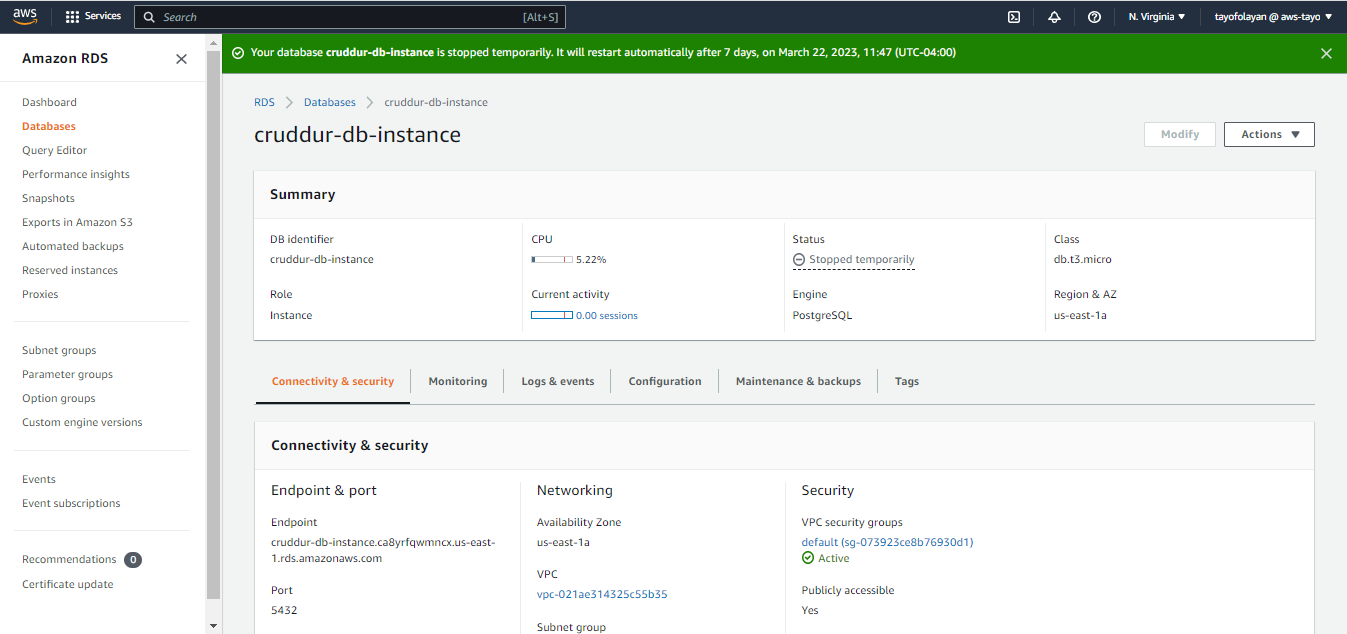 aws
Services
Search
[Alt+S]
N. Virginia ▼
tayofolayan @ aws-tayo ▼
Amazon RDS
Dashboard
Databases
Query Editor
Performance insights
Snapshots
Exports in Amazon S3
Automated backups
Reserved instances
Proxies
Subnet groups
Parameter groups
Option groups
Custom engine versions
Events
Event subscriptions
Recommendations 0
Certificate update
Your database cruddur-db-instance is stopped temporarily. It will restart automatically after 7 days, on March 22, 2023, 11:47 (UTC-04:00)
RDS > Databases > cruddur-db-instance
cruddur-db-instance
Modify
Actions ▼
Summary
DB identifier
cruddur-db-instance
CPU
5.22%
Status
Stopped temporarily
Class
db.t3.micro
Role
Instance
Current activity
0.00 sessions
Engine
PostgreSQL
Region & AZ
us-east-1a
Connectivity & security
Monitoring
Logs & events
Configuration
Maintenance & backups
Tags
Connectivity & security
Endpoint & port
Endpoint
cruddur-db-instance.ca8yrfqwmncx.us-east-
1.rds.amazonaws.com
Port
5432
Networking
Availability Zone
us-east-1a
VPC
vpc-021ae314325c55b35
Subnet group
Security
VPC security groups
default (sg-073923ce8b76930d1)
Active
Publicly accessible
Yes